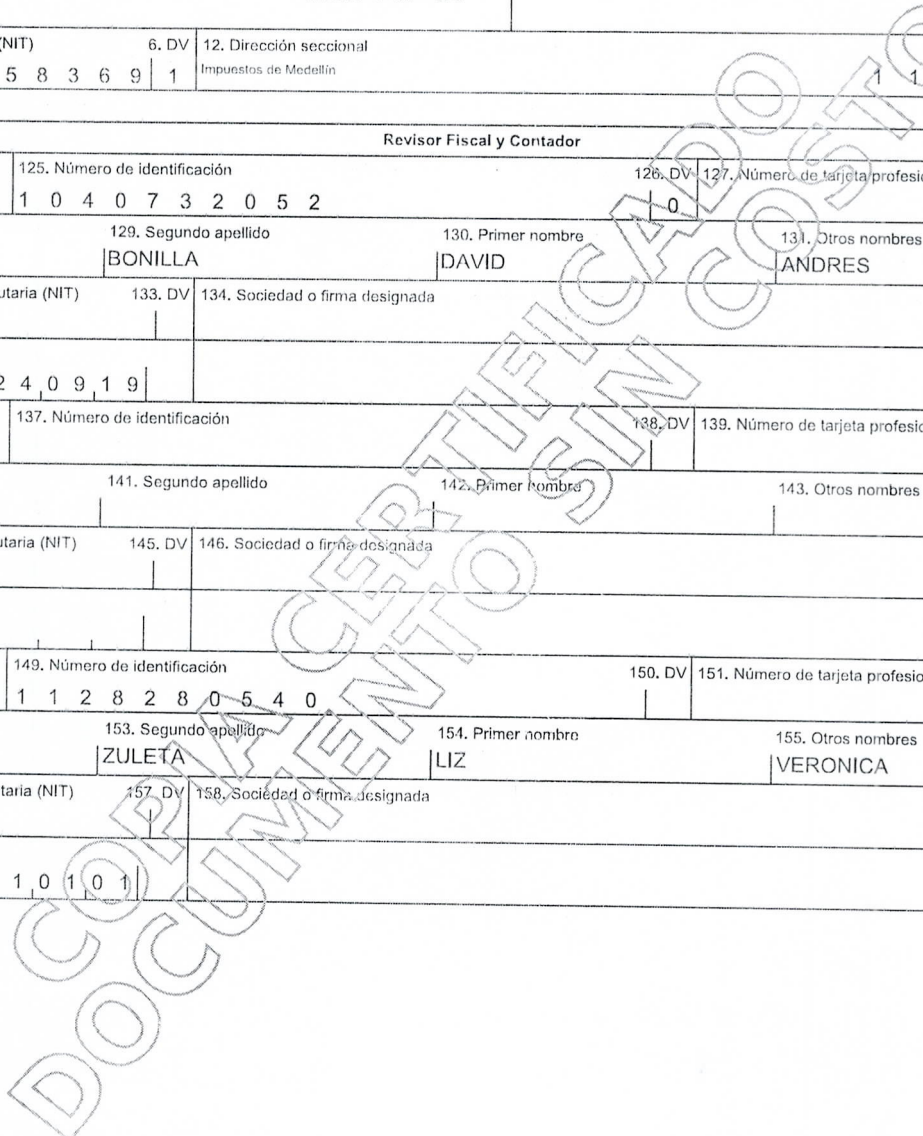 (NIT) 6. DV 12. Dirección seccional
5 8 3 6 9 1 Impuestos de Medellín 1 1
Revisor Fiscal y Contador
125. Número de identificación 126. DV 127. Número de tarjeta profesio
1 0 4 0 7 3 2 0 5 2 0
129. Segundo apellido 130. Primer nombre 131. Otros nombres
BONILLA DAVID ANDRES
utaria (NIT) 133. DV 134. Sociedad o firma designada
2 4 0 9 1 9
137. Número de identificación 138. DV 139. Número de tarjeta profesio
141. Segundo apellido 142. Primer nombre 143. Otros nombres
utaria (NIT) 145. DV 146. Sociedad o firma designada
149. Número de identificación 150. DV 151. Número de tarjeta profesio
1 1 2 8 2 8 0 5 4 0
153. Segundo apellido 154. Primer nombre 155. Otros nombres
ZULETA LIZ VERONICA
taria (NIT) 157. DV 158. Sociedad o firma designada
1 0 1 0 1
COPIA CERTIFICADO
DOCUMENTO SIN COSTO